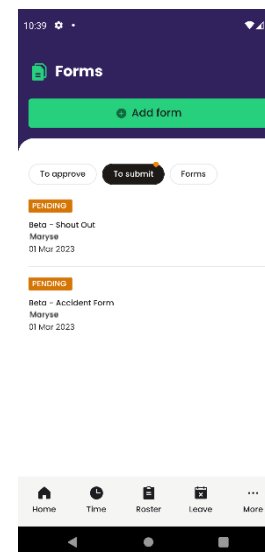 10:39
Forms
Add form
To approve
To submit
Forms
PENDING
Beta - Shout Out
Maryse
01 Mar 2023
PENDING
Beta - Accident Form
Maryse
01 Mar 2023
Home
Time
Roster
Leave
More